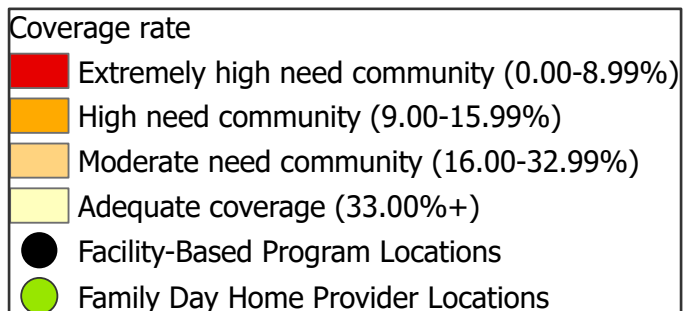 Coverage rate
Extremely high need community (0.00-8.99%)
High need community (9.00-15.99%)
Moderate need community (16.00-32.99%)
Adequate coverage (33.00%+)
Facility-Based Program Locations
Family Day Home Provider Locations